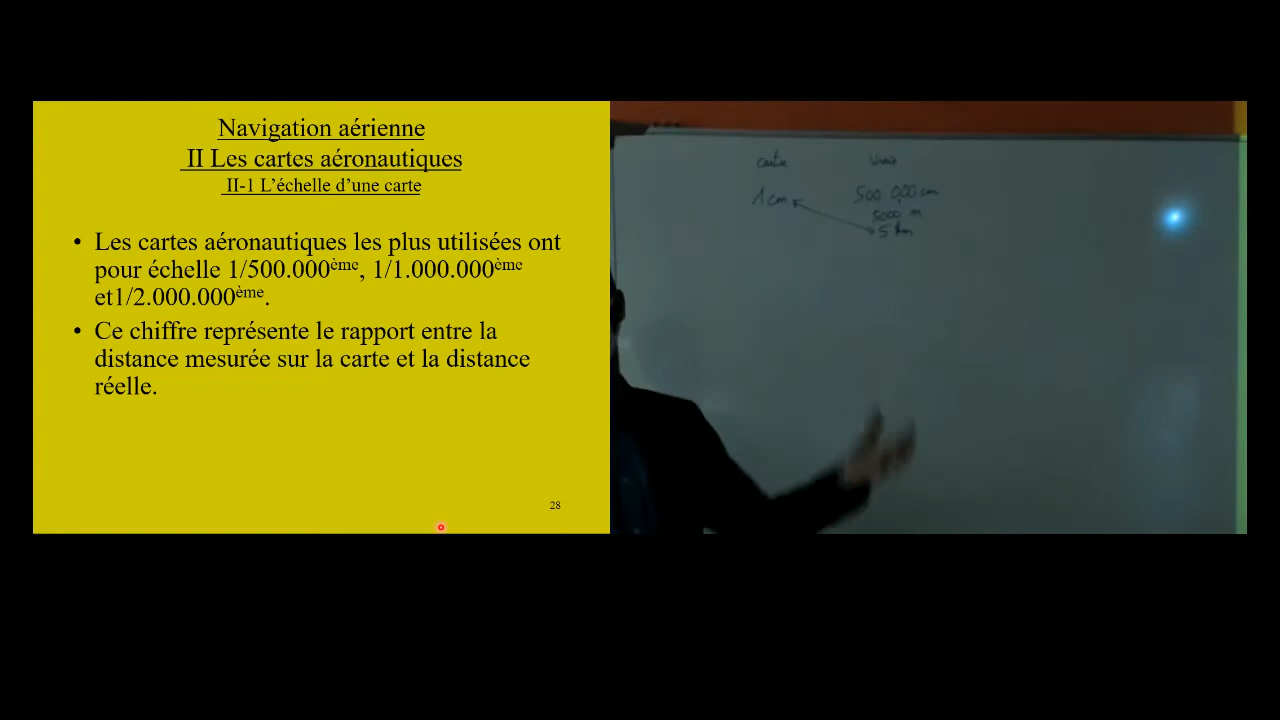 Navigation aérienne
II Les cartes aéronautiques
II-1 L’échelle d’une carte
• Les cartes aéronautiques les plus utilisées ont
pour échelle 1/500.000ème, 1/1.000.000ème
et1/2.000.000ème.
• Ce chiffre représente le rapport entre la
distance mesurée sur la carte et la distance
réelle.
28
carte Vraie
1 cm 500 000 cm
5000 m
5 km